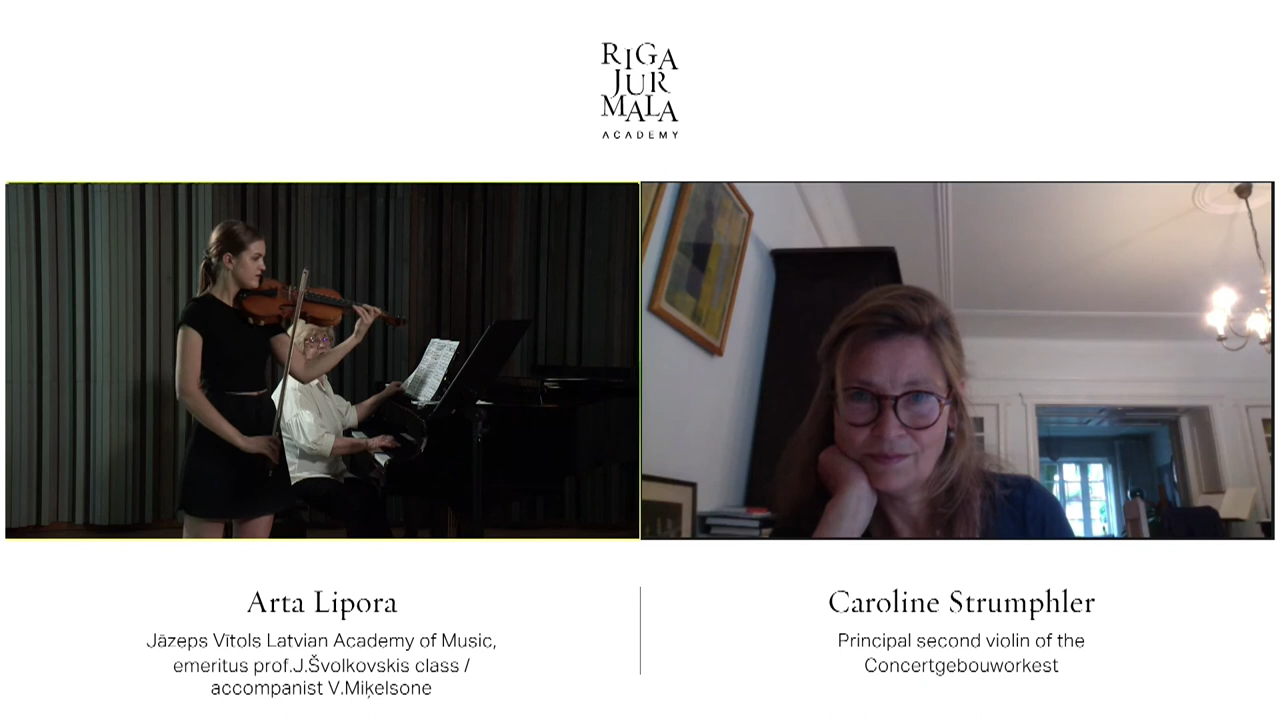 RIGA
JUR
MALA
ACADEMY
Arta Lipora
Jāzeps Vītols Latvian Academy of Music,
emeritus prof.J.Švolkovskis class /
accompanist V.Miķelsone
Caroline Strumphler
Principal second violin of the
Concertgebouworkest